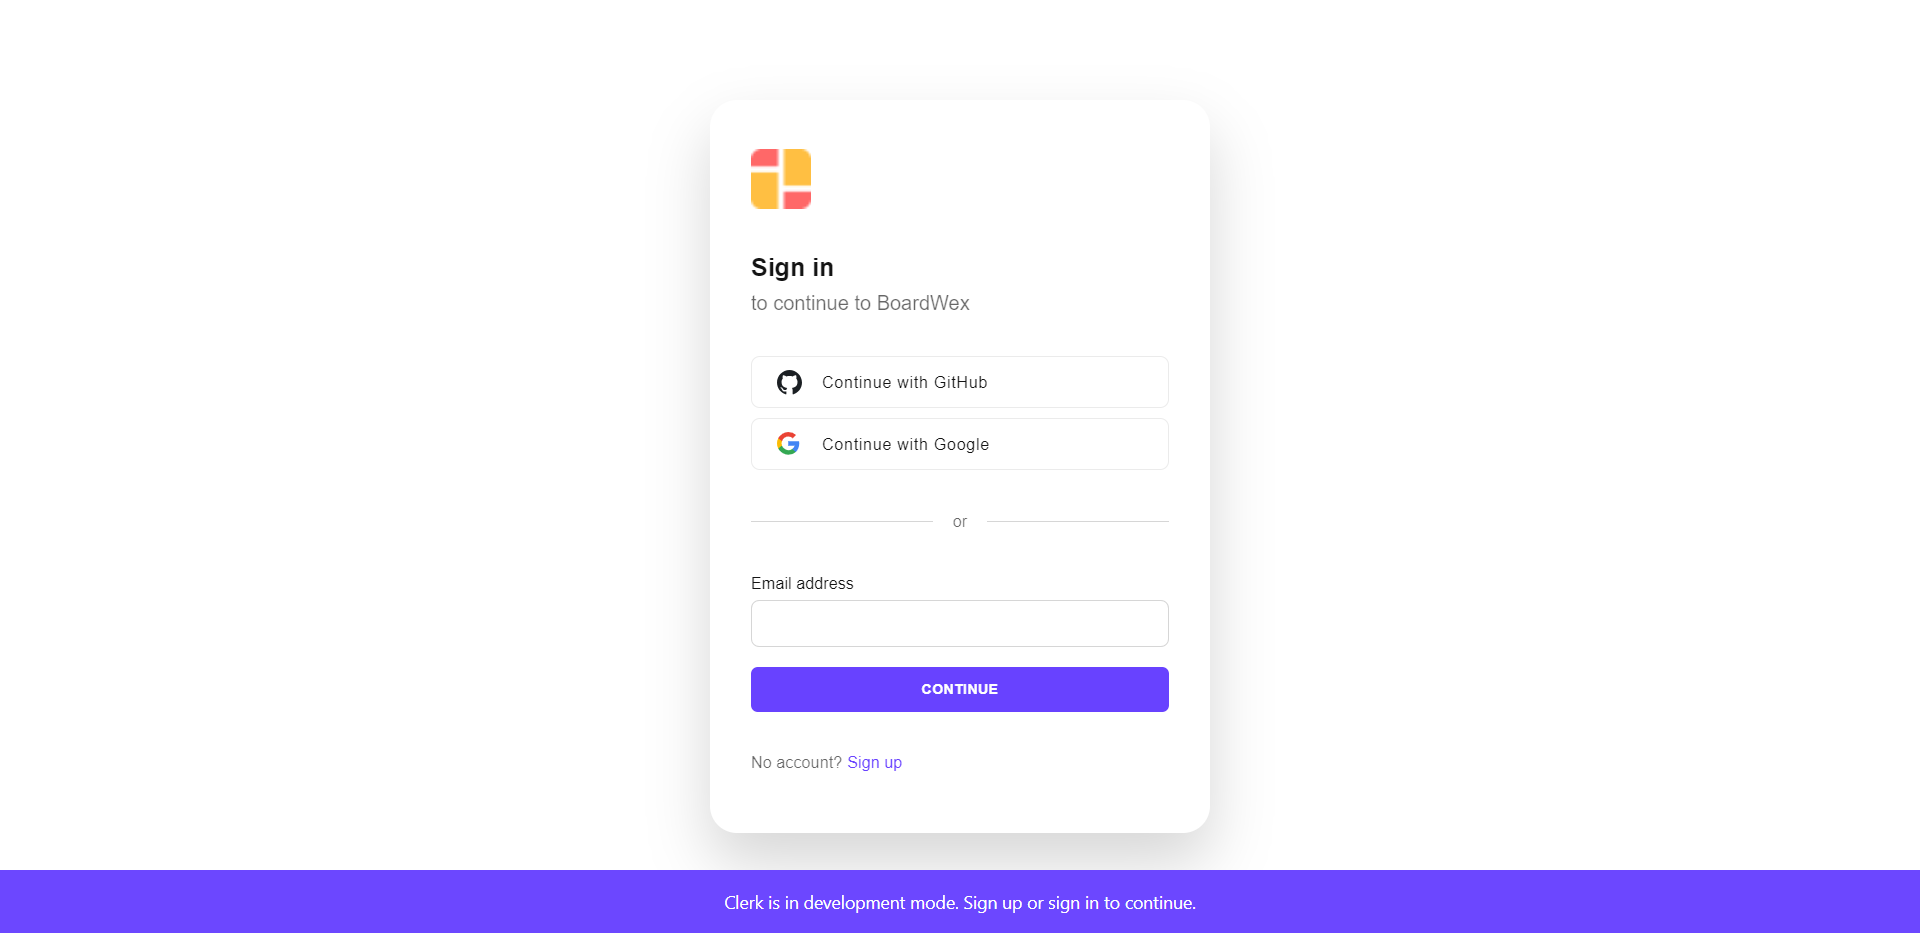 Sign in
to continue to BoardWex
Continue with GitHub
Continue with Google
or
Email address
CONTINUE
No account? Sign up
Clerk is in development mode. Sign up or sign in to continue.